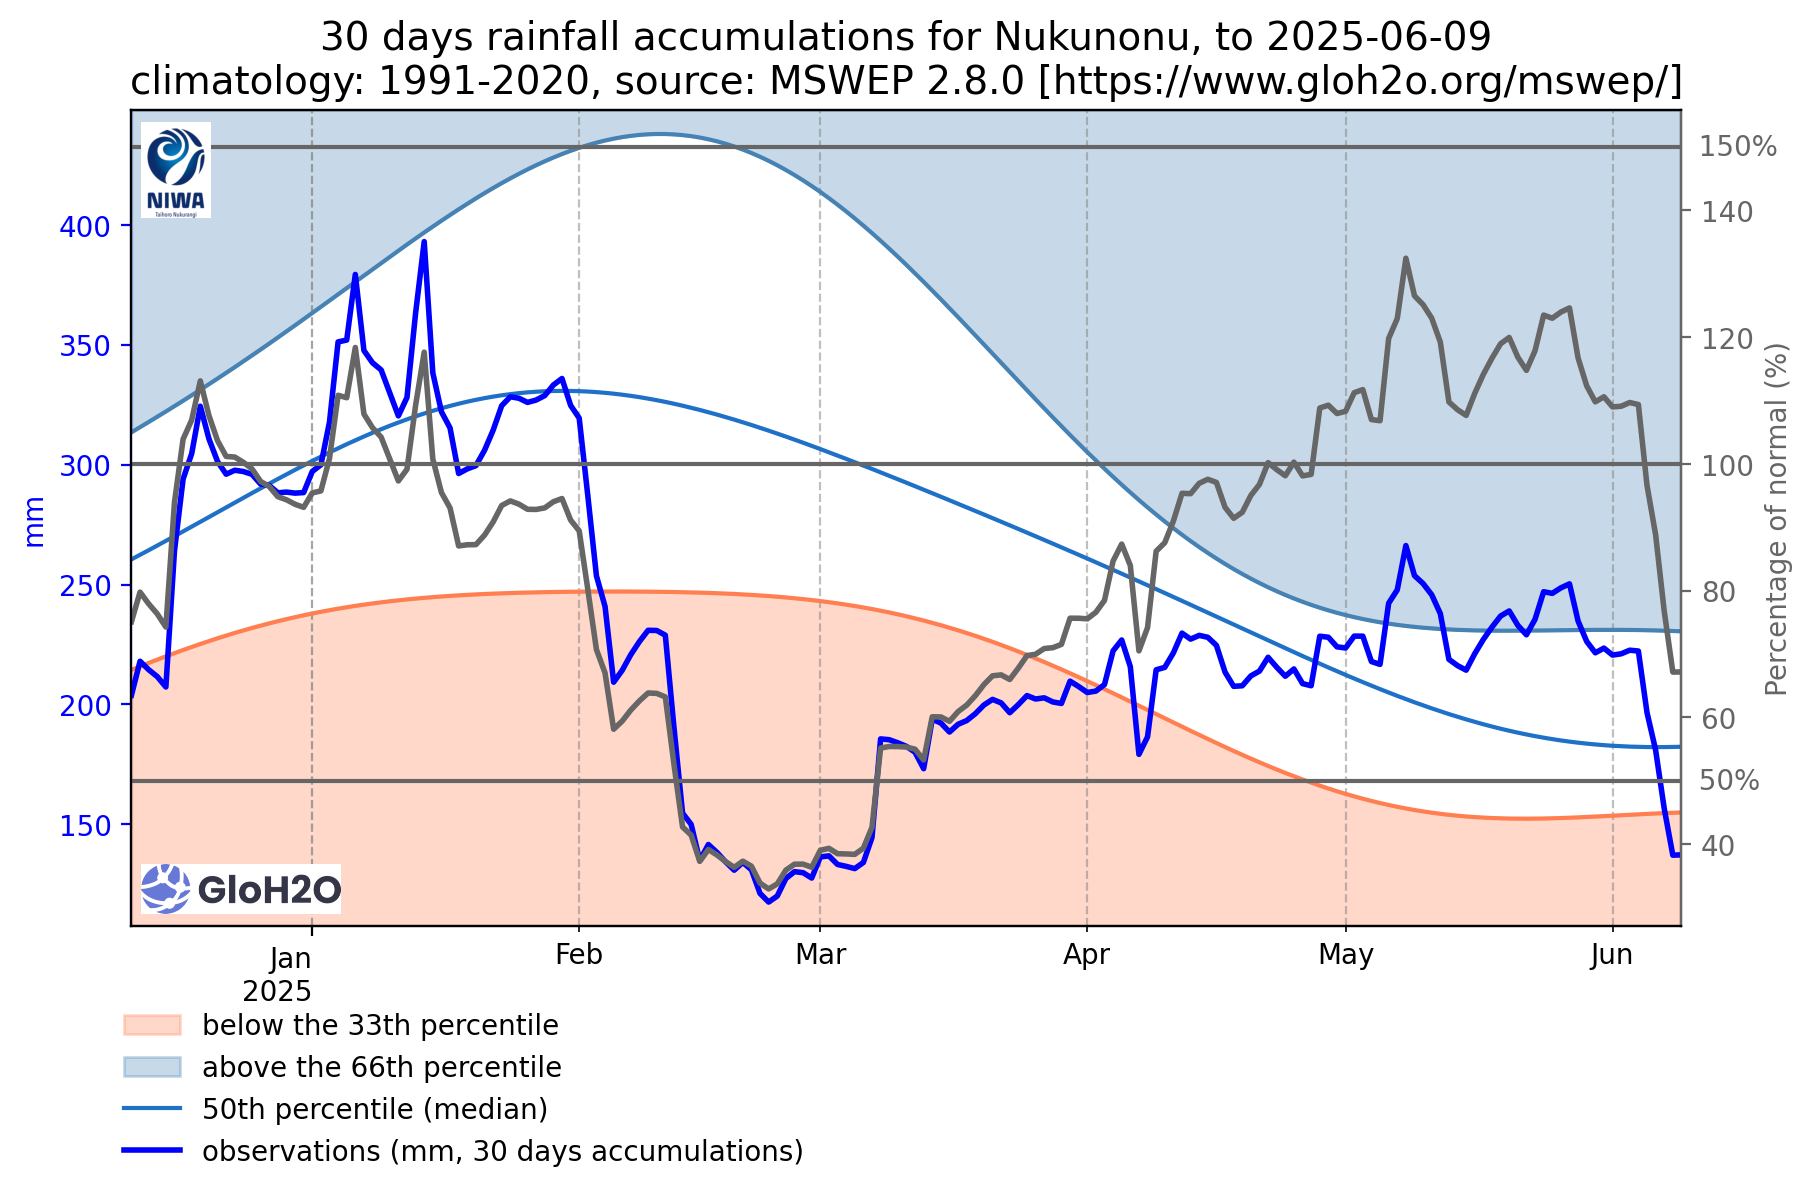 30 days rainfall accumulations for Nukunonu, to 2025-06-09
climatology: 1991-2020, source: MSWEP 2.8.0 [https://www.gloh2o.org/mswep/]
NIWA
Taihoro Nukurangi
400
350
300
250
200
150
mm
150%
140
120
100
80
60
50%
40
Percentage of normal (%)
GloH2O
Jan
2025
Feb
Mar
Apr
May
Jun
below the 33th percentile
above the 66th percentile
50th percentile (median)
observations (mm, 30 days accumulations)